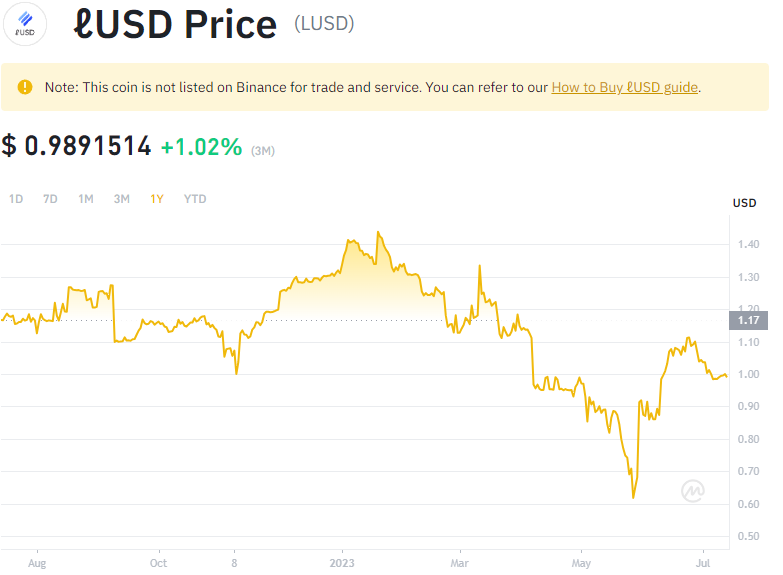 ℓUSD
ℓUSD Price (LUSD)
Note: This coin is not listed on Binance for trade and service. You can refer to our How to Buy ℓUSD guide.
$ 0.9891514 +1.02% (3M)
1D 7D 1M 3M 1Y YTD
USD
1.40
1.30
1.20
1.17
1.10
1.00
0.90
0.80
0.70
0.60
0.50
Aug Oct 8 2023 Mar May Jul